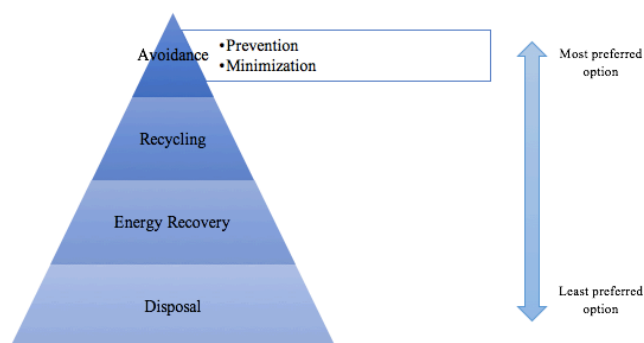 Avoidance
•Prevention
•Minimization
Most preferred
option
Recycling
Energy Recovery
Disposal
Least preferred
option